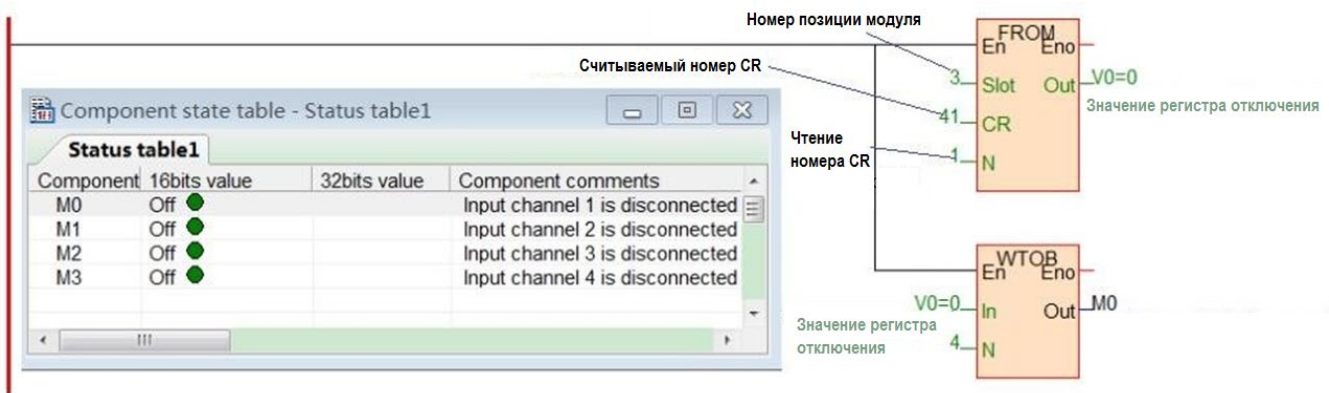 Номер позиции модуля
FROM
En Eno
Считываемый номер CR
3 Slot Out V0=0
Значение регистра отключения
41 CR
Чтение
номера CR
1 N
Component state table - Status table1
Status table1
Component 16bits value 32bits value Component comments
M0 Off Input channel 1 is disconnected
M1 Off Input channel 2 is disconnected
M2 Off Input channel 3 is disconnected
M3 Off Input channel 4 is disconnected
WTOB
En Eno
V0=0 In Out M0
Значение регистра
отключения
4 N